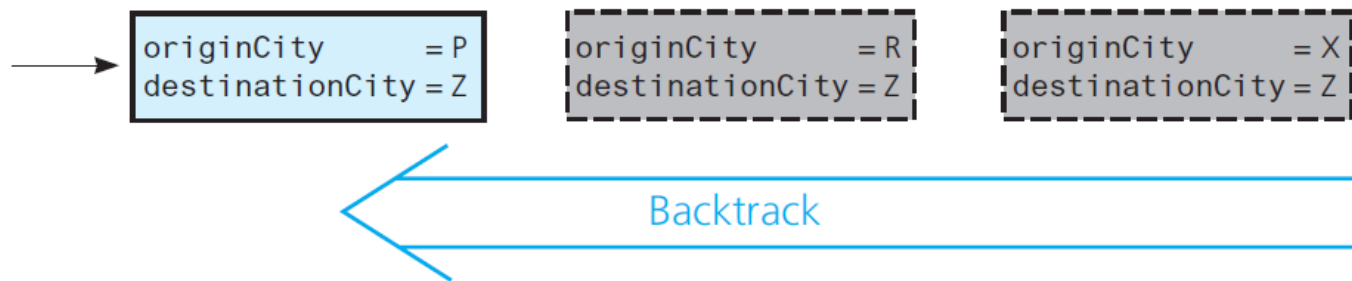 originCity = P
destinationCity = Z
originCity = R
destinationCity = Z
originCity = X
destinationCity = Z
Backtrack